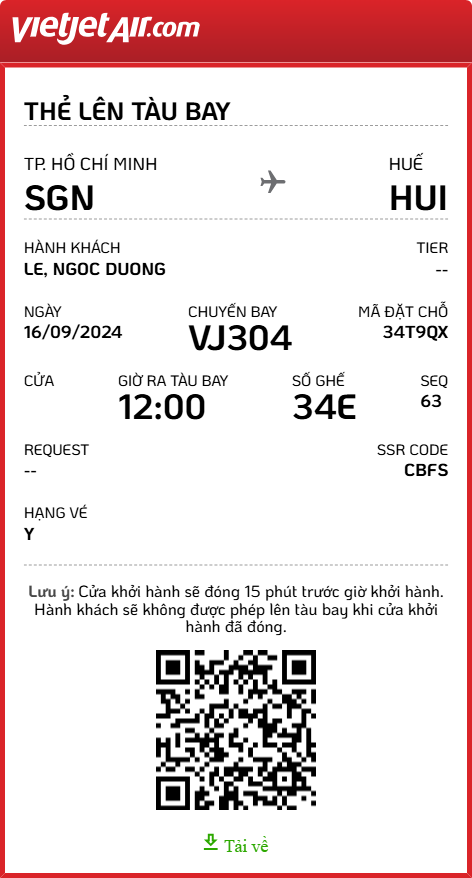 vietjetAir.com
THẺ LÊN TÀU BAY
TP. HỒ CHÍ MINH HUẾ
SGN HUI
HÀNH KHÁCH TIER
LE, NGOC DUONG --
NGÀY CHUYẾN BAY MÃ ĐẶT CHỖ
16/09/2024 VJ304 34T9QX
CỬA GIỜ RA TÀU BAY SỐ GHẾ SEQ
12:00 34E 63
REQUEST SSR CODE
-- CBFS
HẠNG VÉ
Y
Lưu ý: Cửa khởi hành sẽ đóng 15 phút trước giờ khởi hành.
Hành khách sẽ không được phép lên tàu bay khi cửa khởi
hành đã đóng.
Tải về